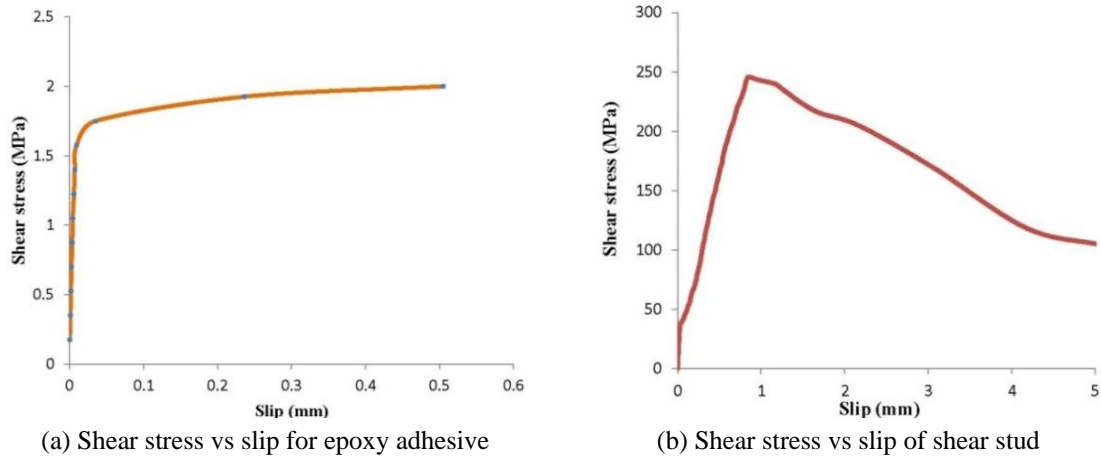 2.5
2
1.5
1
0.5
0
Shear stress (MPa)
0 0.1 0.2 0.3 0.4 0.5 0.6
Slip (mm)
(a) Shear stress vs slip for epoxy adhesive
300
250
200
150
100
50
0
Shear stress (MPa)
0 1 2 3 4 5
Slip (mm)
(b) Shear stress vs slip of shear stud